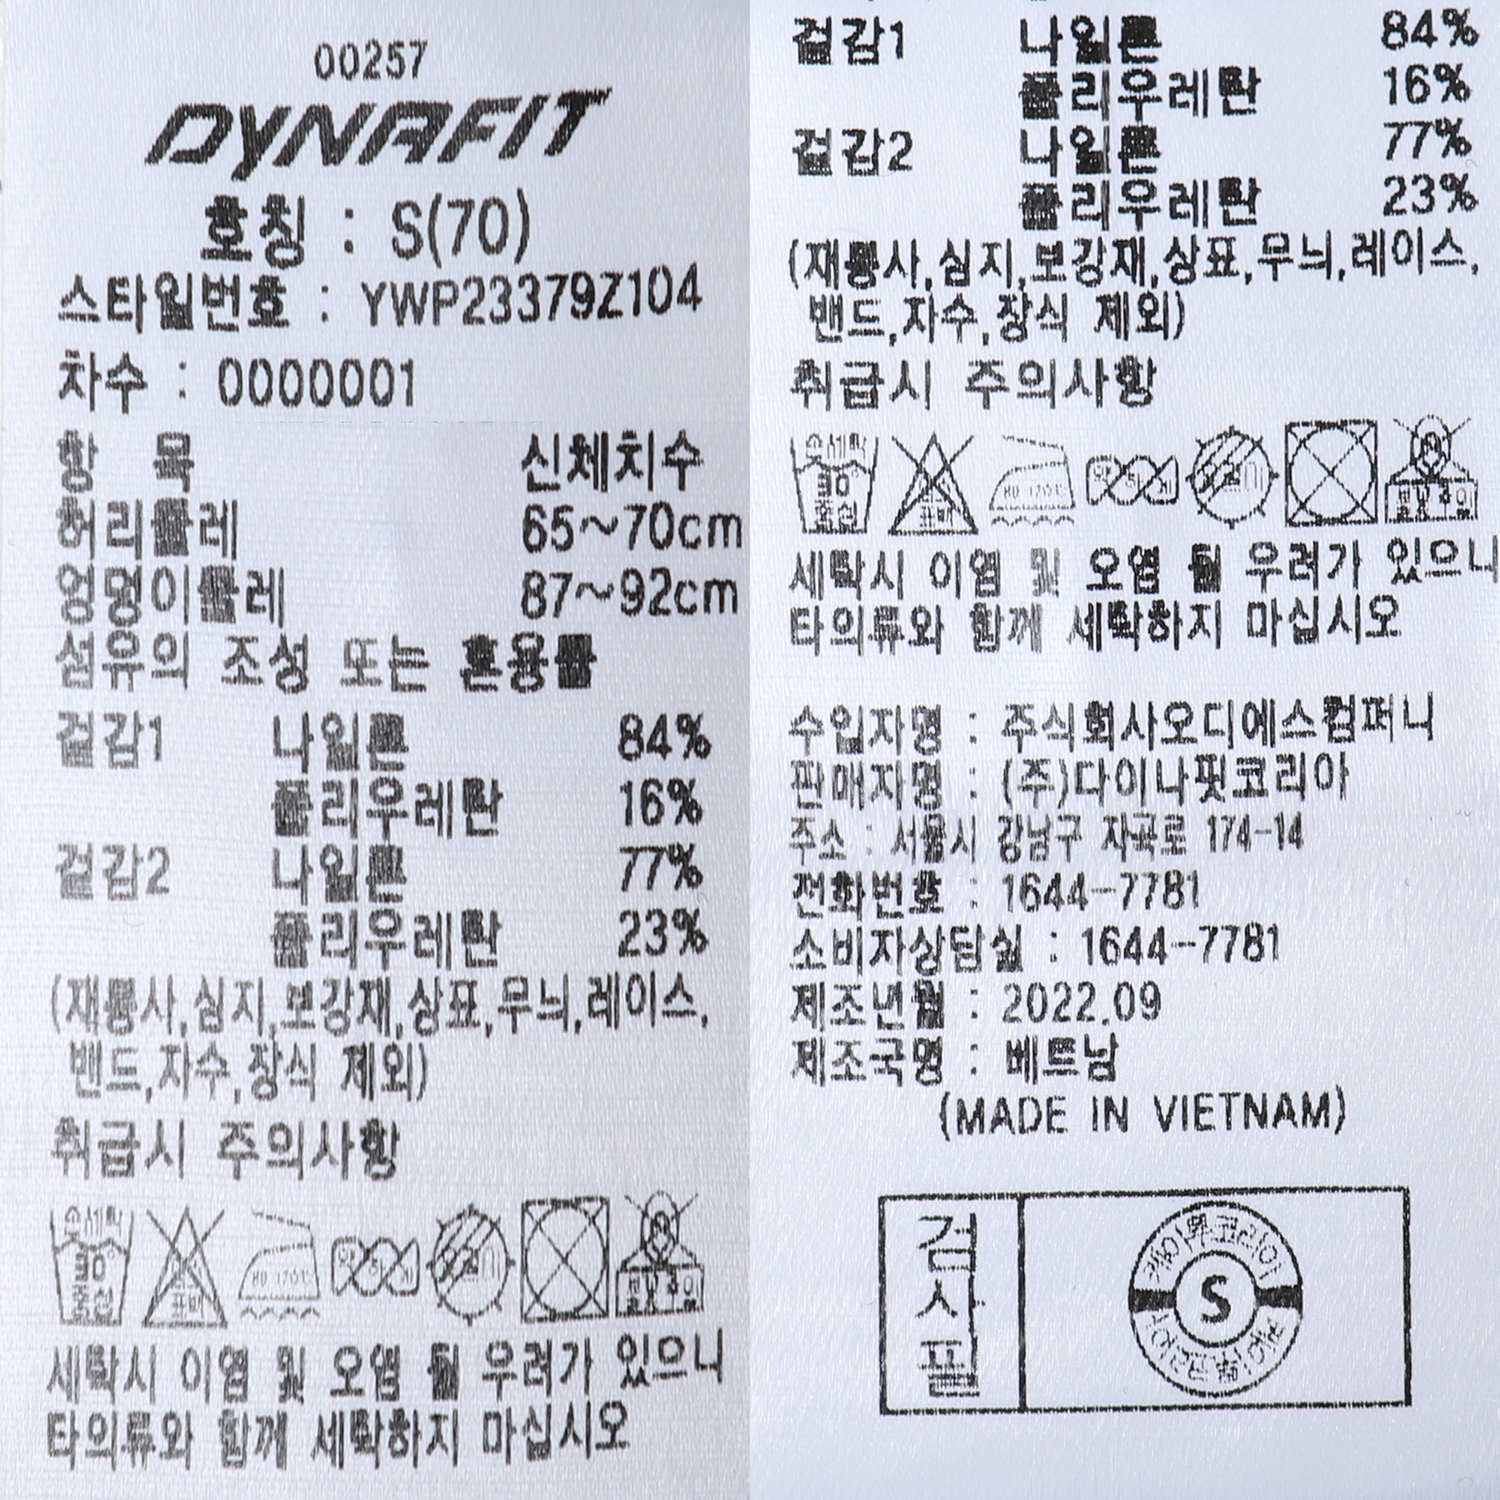 00257
DYNAFIT
호칭 : S(70)
스타일번호 : YWP23379Z104
차수 : 0000001
항 목 신체치수
허리둘레 65~70cm
엉덩이둘레 87~92cm
섬유의 조성 또는 혼용률
겉감1 나일론 84%
폴리우레탄 16%
겉감2 나일론 77%
폴리우레탄 23%
(재봉사,심지,보강재,상표,무늬,레이스,
밴드,자수,장식 제외)
취급시 주의사항
손세탁
중성
표백
세탁시 이염 및 오염 될 우려가 있으니
타의류와 함께 세탁하지 마십시오
겉감1 나일론 84%
폴리우레탄 16%
겉감2 나일론 77%
폴리우레탄 23%
(재봉사,심지,보강재,상표,무늬,레이스,
밴드,자수,장식 제외)
취급시 주의사항
손세탁
중성
표백
세탁시 이염 및 오염 될 우려가 있으니
타의류와 함께 세탁하지 마십시오
수입자명 : 주식회사오디에스컴퍼니
판매자명 : (주)다이나핏코리아
주소 : 서울시 강남구 자곡로 174-14
전화번호 : 1644-7781
소비자상담실 : 1644-7781
제조년월 : 2022.09
제조국명 : 베트남
(MADE IN VIETNAM)
검사필
S